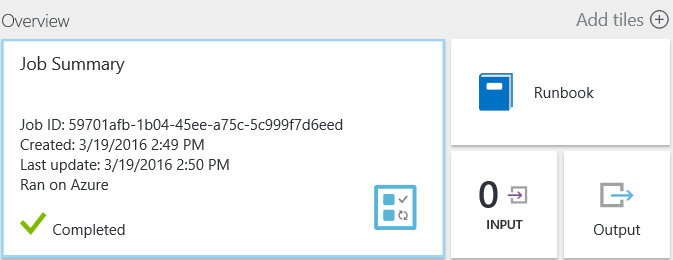 Overview
Add tiles
Job Summary
Job ID: 59701afb-1b04-45ee-a75c-5c999f7d6eed
Created: 3/19/2016 2:49 PM
Last update: 3/19/2016 2:50 PM
Ran on Azure
Completed
Runbook
0
INPUT
Output